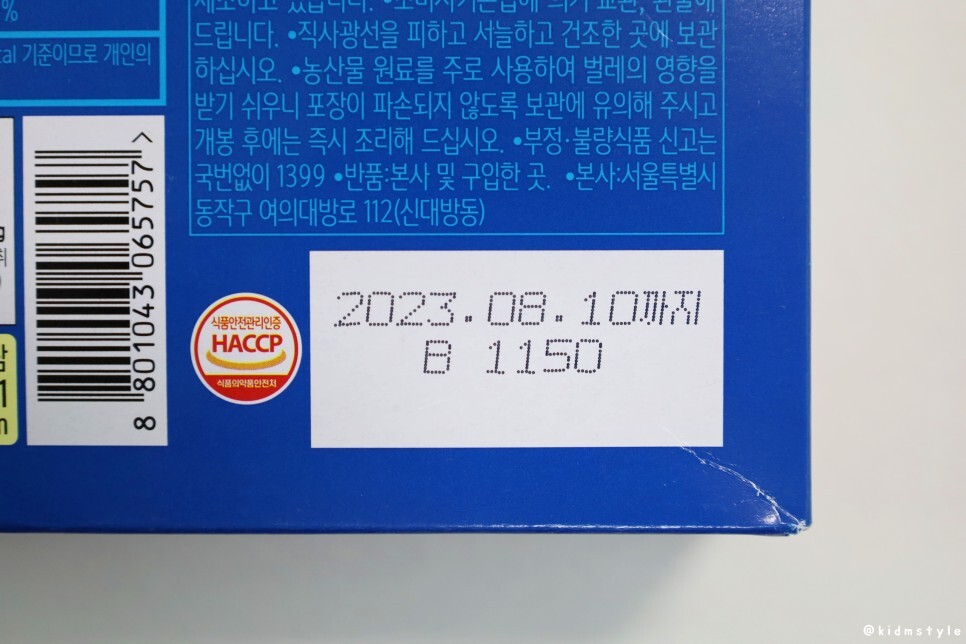 %
tal 기준이므로 개인의
드립니다. •직사광선을 피하고 서늘하고 건조한 곳에 보관
하십시오. •농산물 원료를 주로 사용하여 벌레의 영향을
받기 쉬우니 포장이 파손되지 않도록 보관에 유의해 주시고
개봉 후에는 즉시 조리해 드십시오. •부정·불량식품 신고는
국번없이 1399 •반품:본사 및 구입한 곳. •본사:서울특별시
동작구 여의대방로 112(신대방동)
8 801043 065757 >
식품안전관리인증
HACCP
식품의약품안전처
2023.08.10까지
B 1150
@kidmstyle